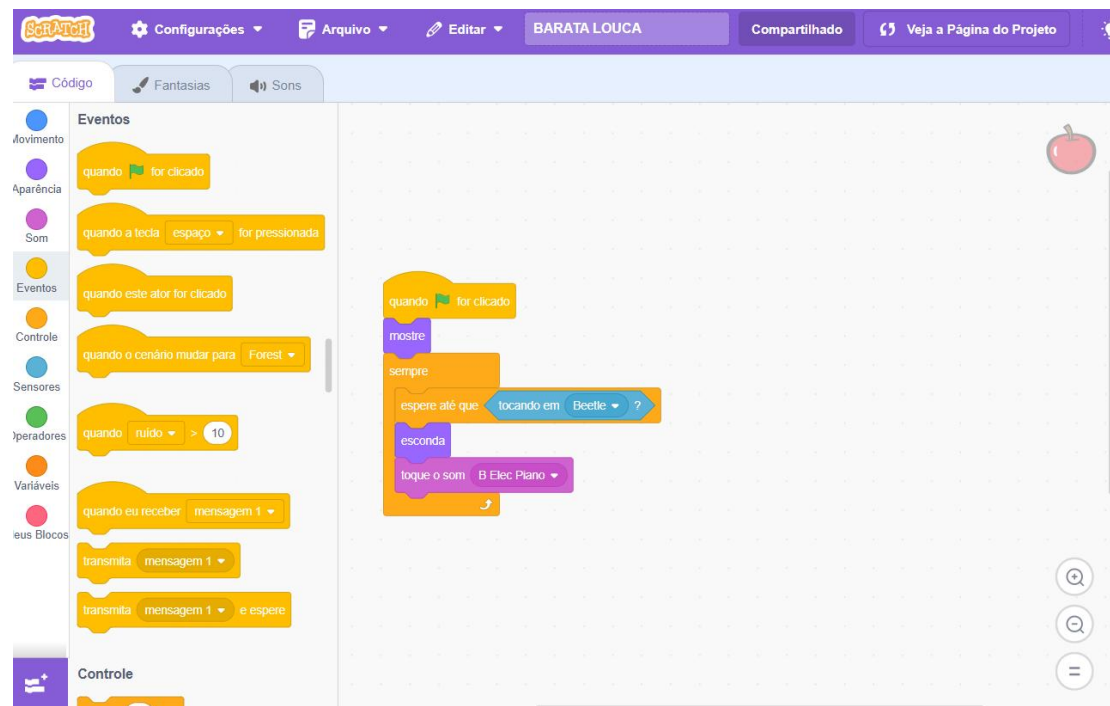 SCRATCH Configurações Arquivo Editar BARATA LOUCA Compartilhado Veja a Página do Projeto
Código Fantasias Sons
Movimento
Aparência
Som
Eventos
Controle
Sensores
Operadores
Variáveis
eus Blocos
Eventos
quando for clicado
quando a tecla espaço for pressionada
quando este ator for clicado
quando o cenário mudar para Forest
quando ruído > 10
quando eu receber mensagem 1
transmita mensagem 1
transmita mensagem 1 e espere
Controle
quando for clicado
mostre
sempre
espere até que tocando em Beetle ?
esconda
toque o som B Elec Piano